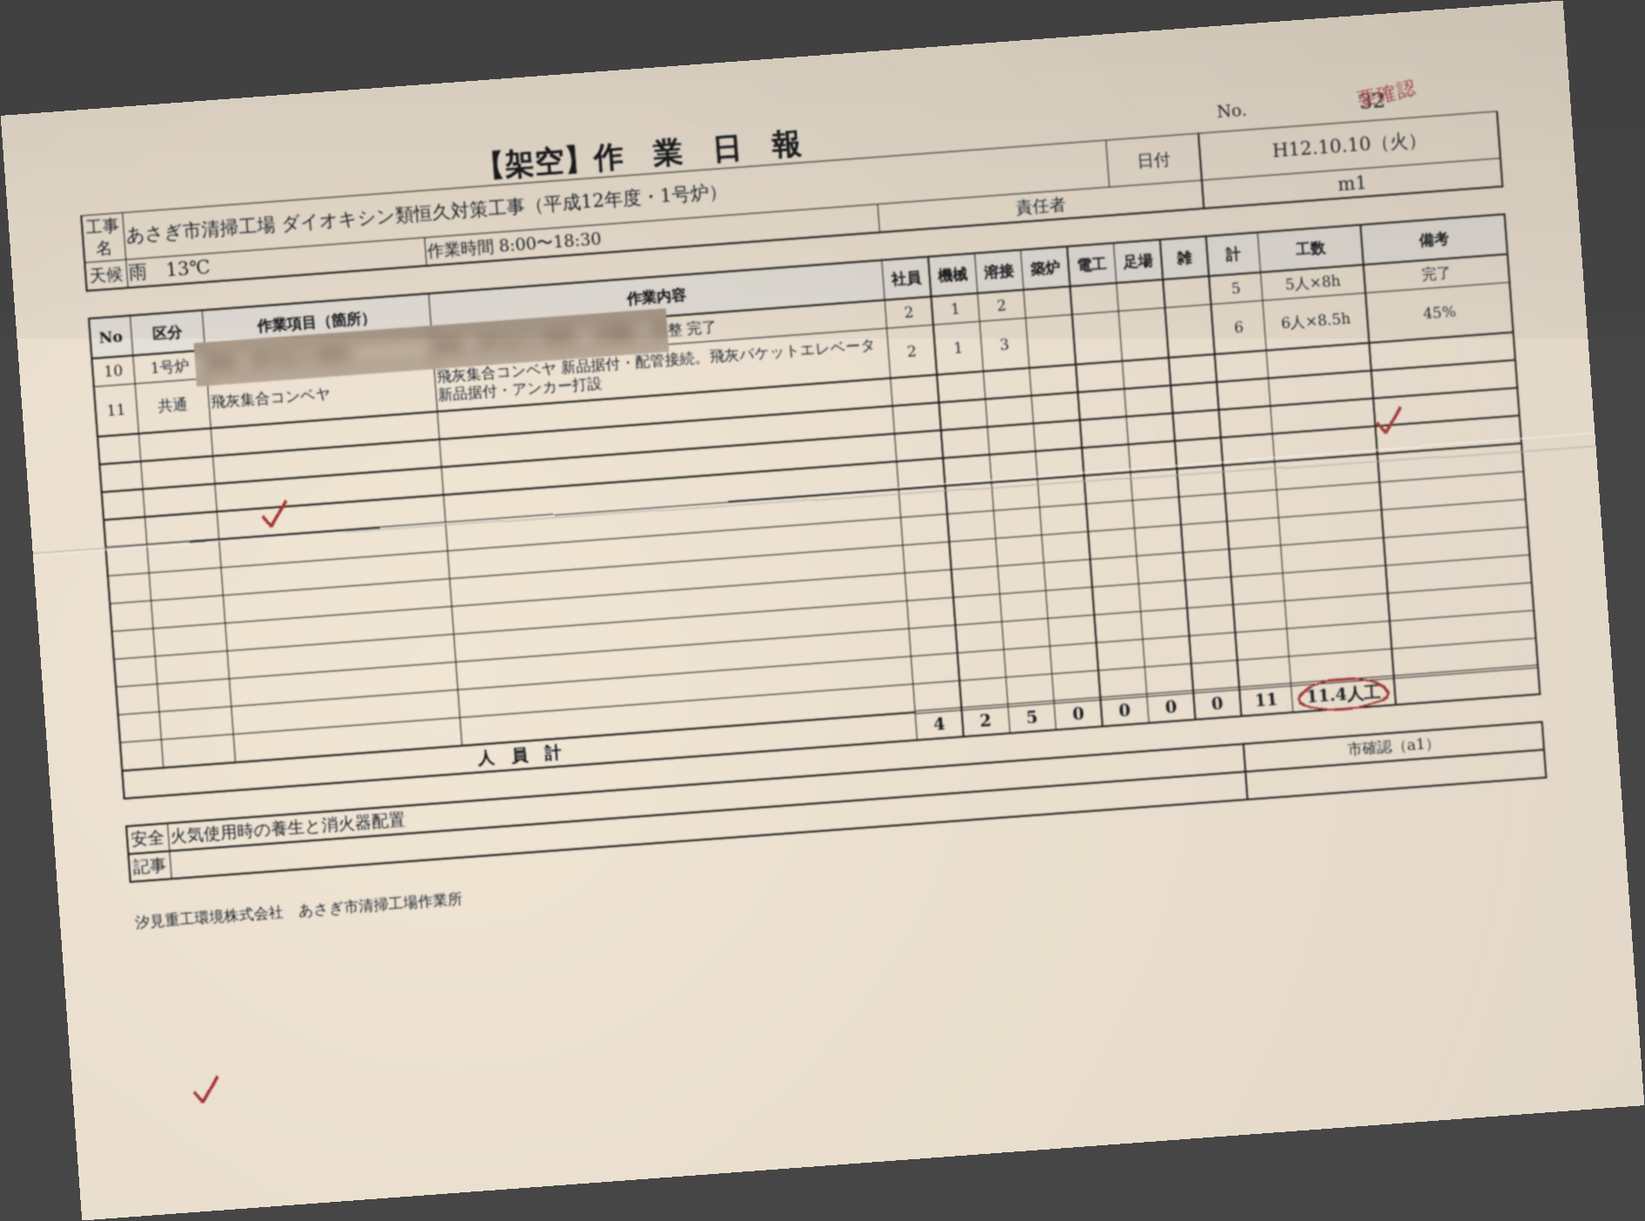 No. 32
要確認
【架空】作 業 日 報
工事名 あさぎ市清掃工場 ダイオキシン類恒久対策工事（平成12年度・1号炉） 日付 H12.10.10（火）
天候 雨 13℃ 作業時間 8:00〜18:30 責任者 m1
No 区分 作業項目（箇所） 作業内容 社員 機械 溶接 築炉 電工 足場 雑 計 工数 備考
10 1号炉 整 完了 2 1 2 5 5人×8h 完了
11 共通 飛灰集合コンベヤ 飛灰集合コンベヤ 新品据付・配管接続。飛灰バケットエレベータ 2 1 3 6 6人×8.5h 45%
新品据付・アンカー打設
人 員 計 4 2 5 0 0 0 0 11 11.4人工
市確認（a1）
安全 火気使用時の養生と消火器配置
記事
汐見重工環境株式会社 あさぎ市清掃工場作業所